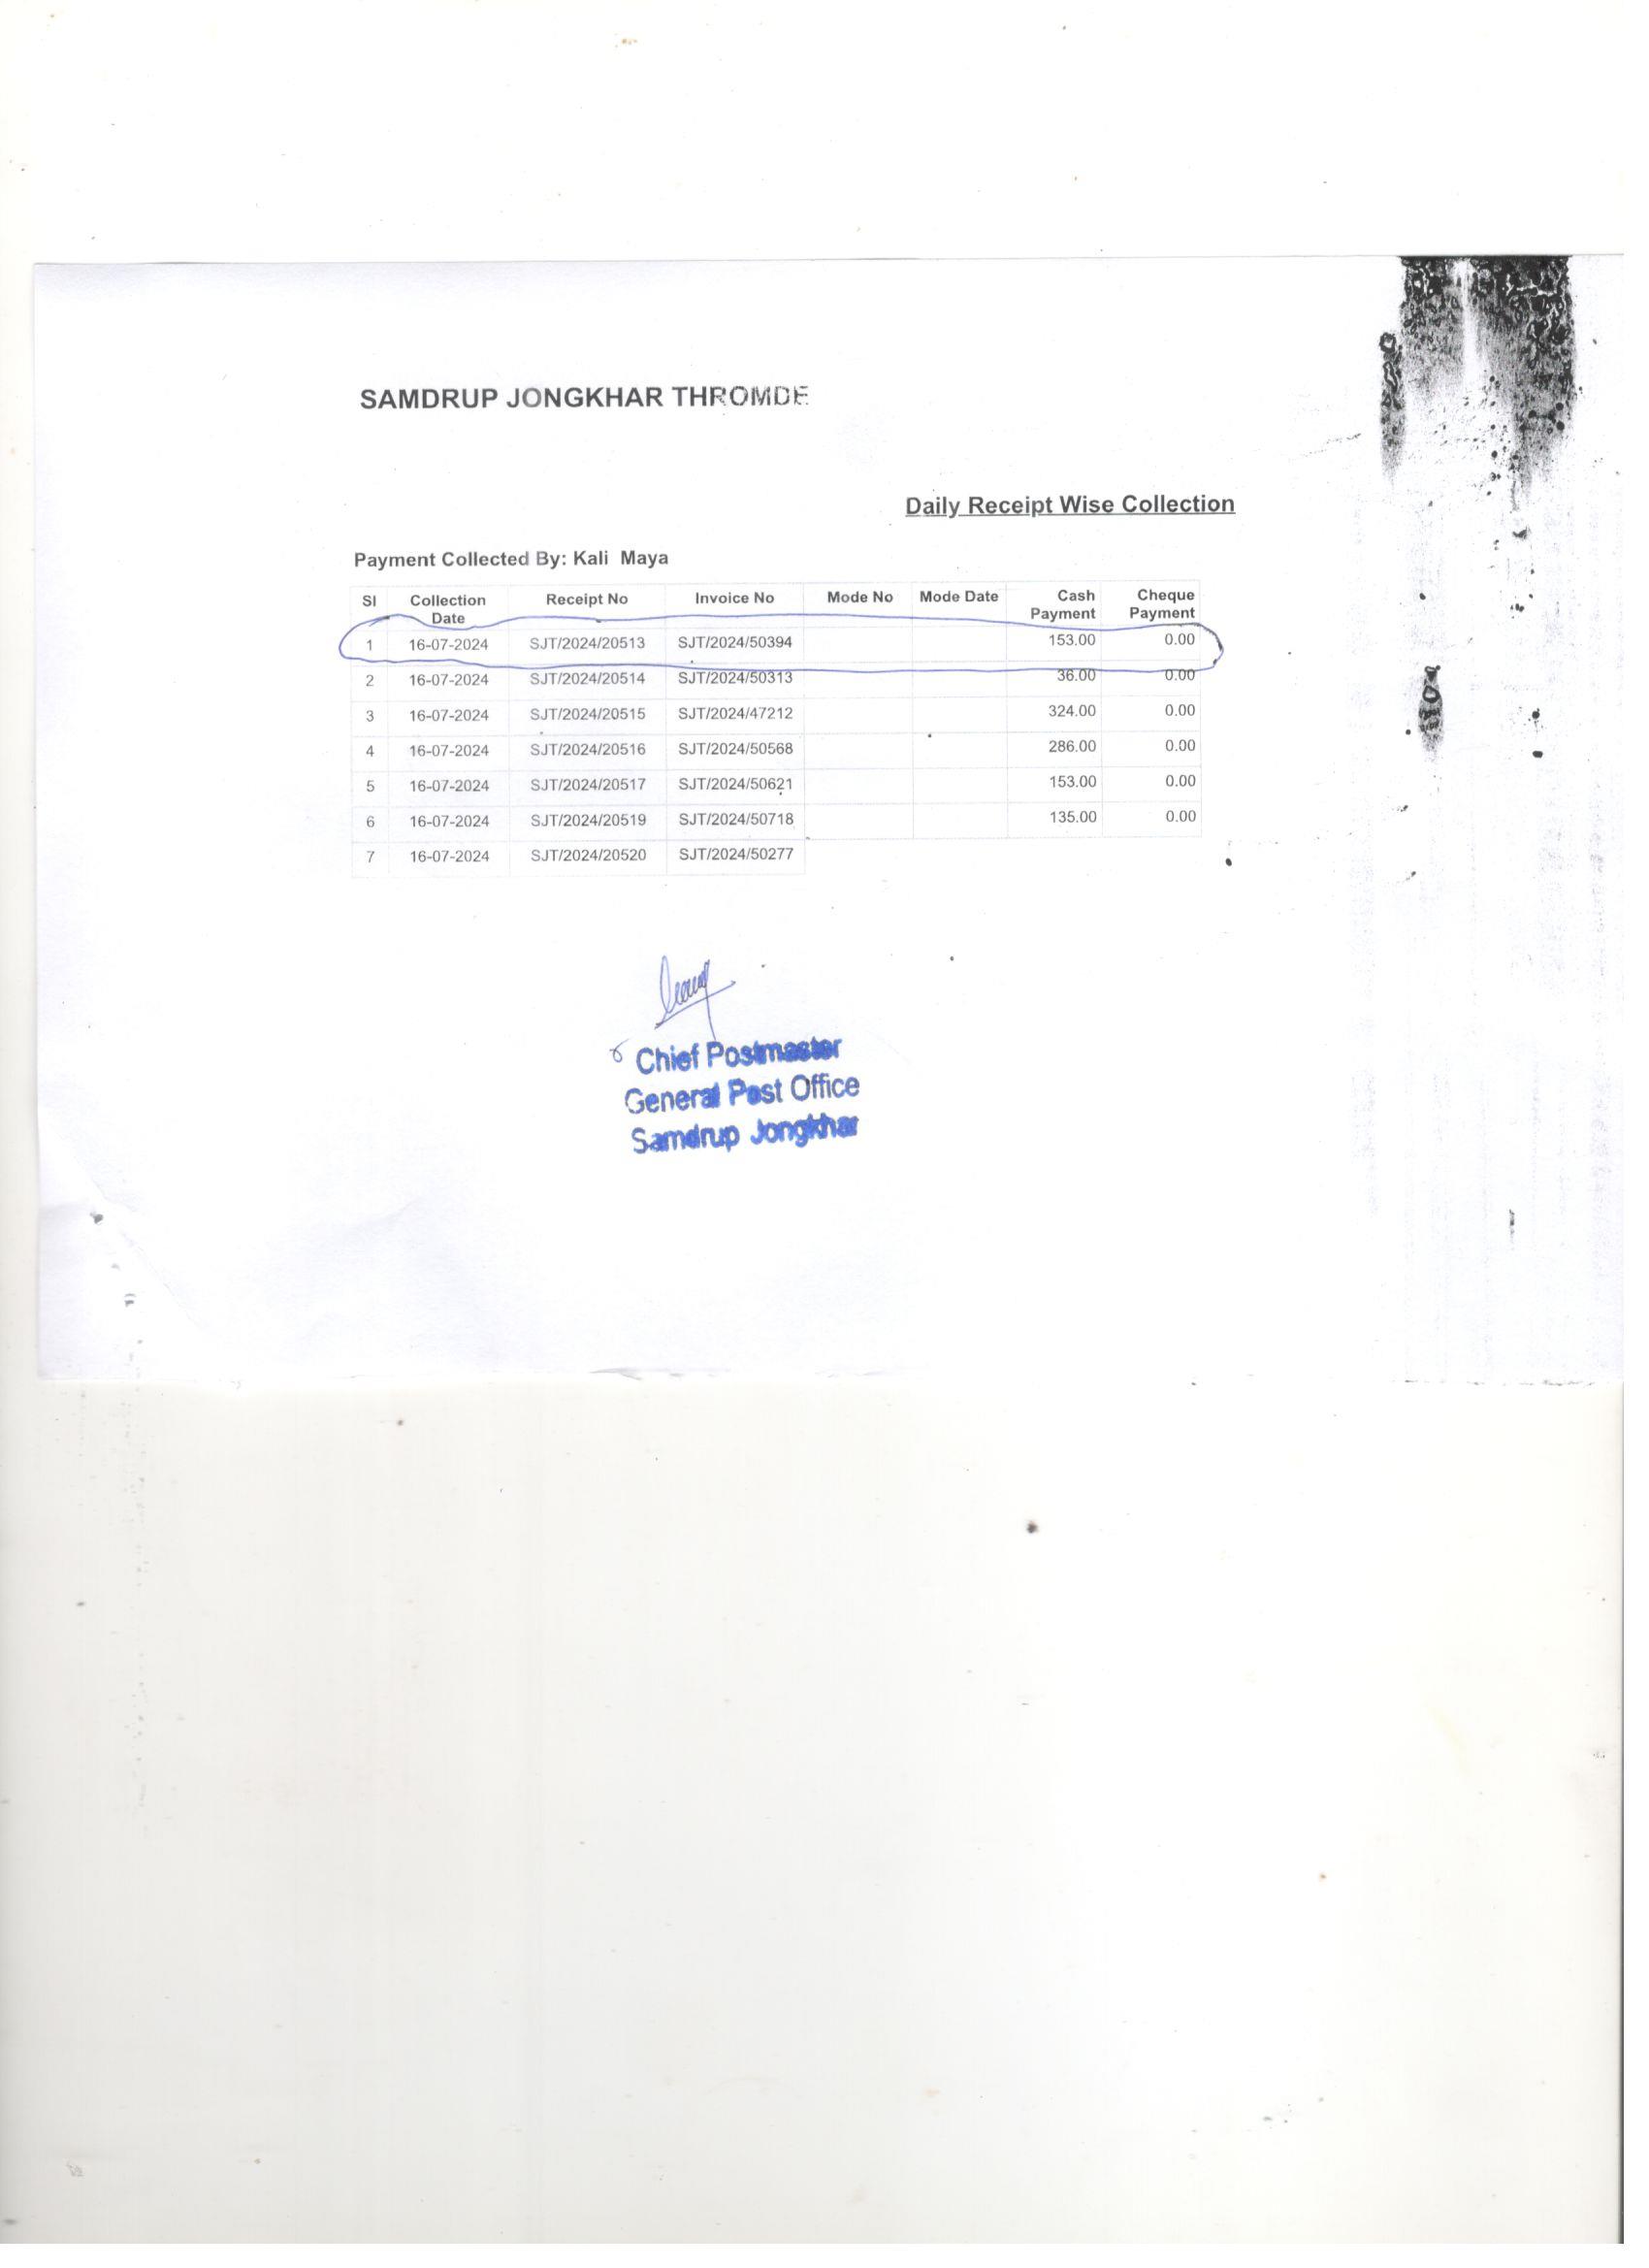 SAMDRUP JONGKHAR THROMDE
Daily Receipt Wise Collection
Payment Collected By: Kali Maya
Sl Collection Date Receipt No Invoice No Mode No Mode Date Cash Payment Cheque Payment
1 16-07-2024 SJT/2024/20513 SJT/2024/50394 153.00 0.00
2 16-07-2024 SJT/2024/20514 SJT/2024/50313 36.00 0.00
3 16-07-2024 SJT/2024/20515 SJT/2024/47212 324.00 0.00
4 16-07-2024 SJT/2024/20516 SJT/2024/50568 286.00 0.00
5 16-07-2024 SJT/2024/20517 SJT/2024/50621 153.00 0.00
6 16-07-2024 SJT/2024/20519 SJT/2024/50718 135.00 0.00
7 16-07-2024 SJT/2024/20520 SJT/2024/50277
Chief Postmaster
General Post Office
Samdrup Jongkhar